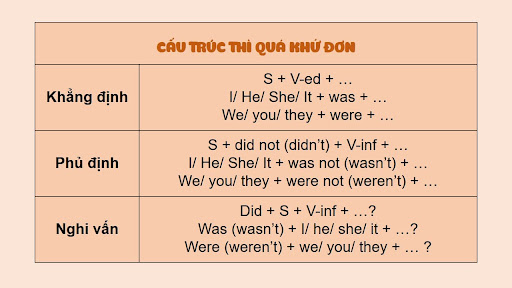 CẤU TRÚC THÌ QUÁ KHỨ ĐƠN
Khẳng định
S + V-ed + …
I/ He/ She/ It + was + …
We/ you/ they + were + …
Phủ định
S + did not (didn’t) + V-inf + …
I/ He/ She/ It + was not (wasn’t) + …
We/ you/ they + were not (weren’t) + …
Nghi vấn
Did + S + V-inf + …?
Was (wasn’t) + I/ he/ she/ it + …?
Were (weren’t) + we/ you/ they + … ?